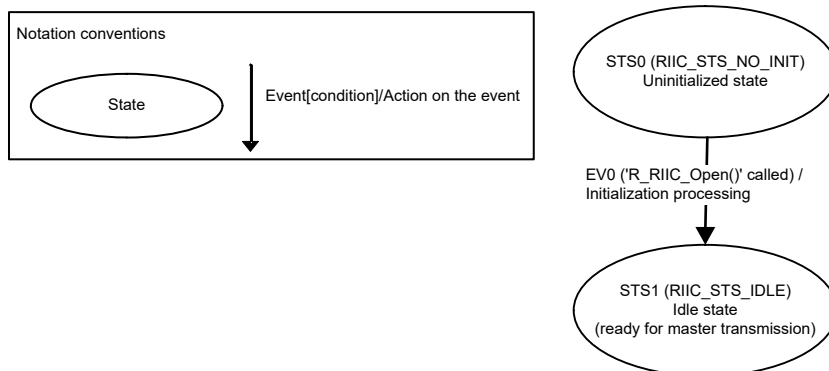 Notation conventions
State
Event[condition]/Action on the event
STS0 (RIIC_STS_NO_INIT)
Uninitialized state
EV0 ('R_RIIC_Open()' called) /
Initialization processing
STS1 (RIIC_STS_IDLE)
Idle state
(ready for master transmission)